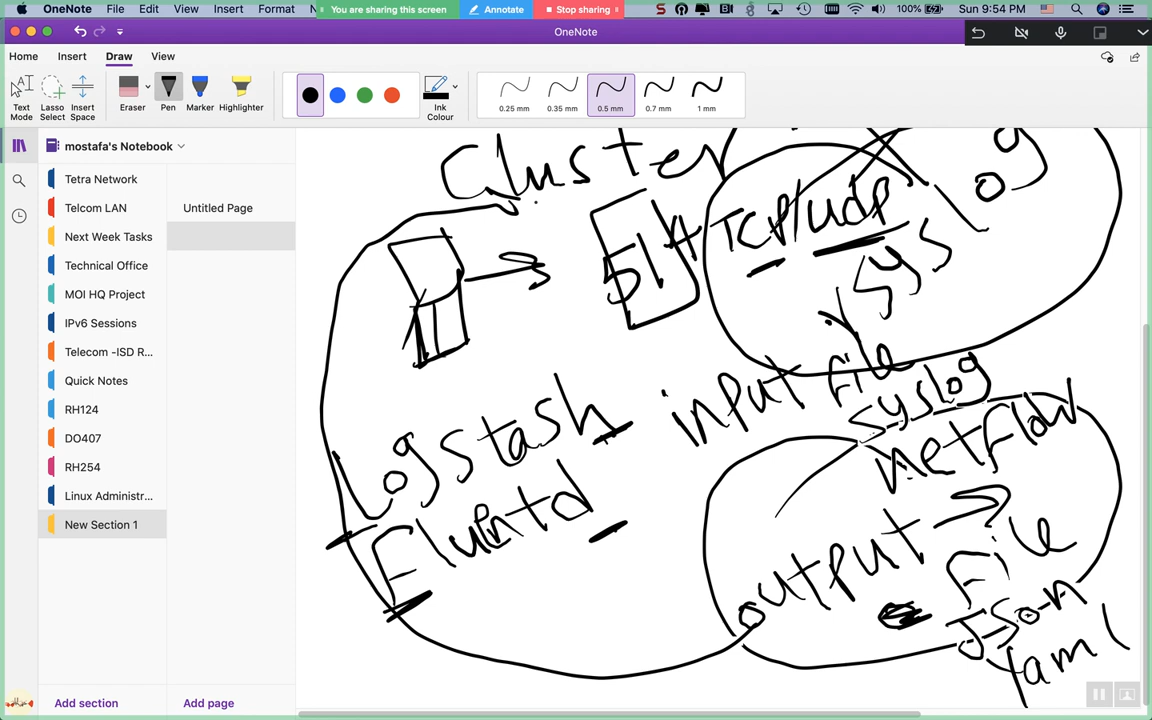 OneNote File Edit View Insert Format
You are sharing this screen Annotate Stop sharing
100% Sun 9:54 PM
OneNote
Home Insert Draw View
Text Mode
Lasso Select
Insert Space
Eraser
Pen
Marker
Highlighter
Ink Colour
0.25 mm 0.35 mm 0.5 mm 0.7 mm 1 mm
mostafa's Notebook
Tetra Network
Telcom LAN
Next Week Tasks
Technical Office
MOI HQ Project
IPv6 Sessions
Telecom -ISD R...
Quick Notes
RH124
DO407
RH254
Linux Administr...
New Section 1
Add section
Untitled Page
Add page
Cluster
514 TCP/udp
sys log
Logstash input file
syslog
netflow
Fluentd
output
File
Json
Yaml